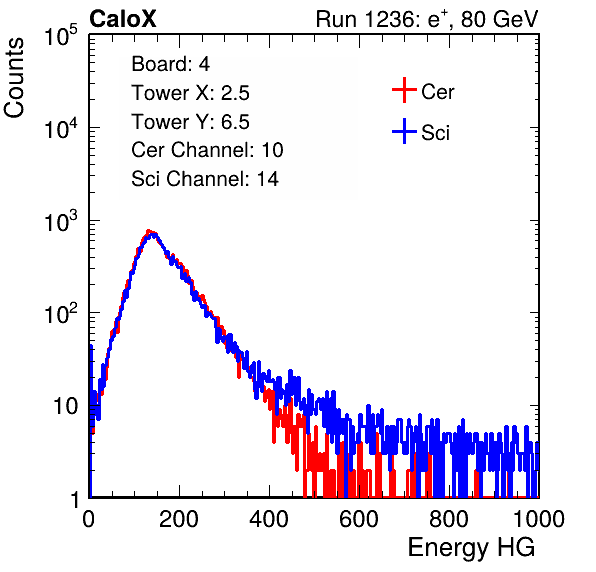 CaloX Run 1236: e⁺, 80 GeV
Counts
10⁵
10⁴
10³
10²
10
1
Board: 4
Tower X: 2.5
Tower Y: 6.5
Cer Channel: 10
Sci Channel: 14
Cer
Sci
0 200 400 600 800 1000
Energy HG